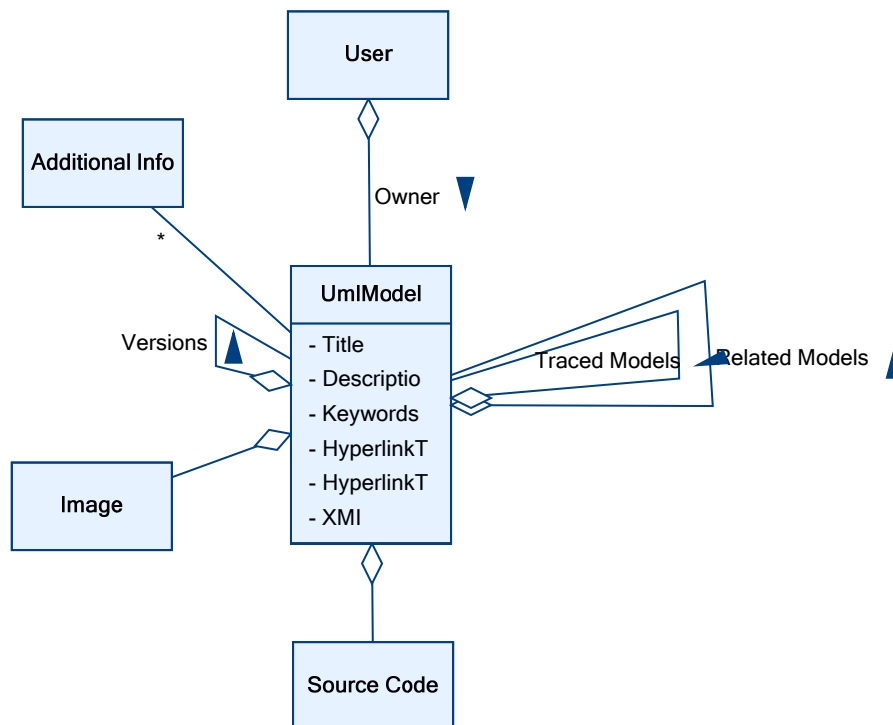 User
Additional Info
Owner
*
UmlModel
Versions
- Title
- Descriptio
- Keywords
- HyperlinkT
- HyperlinkT
- XMI
Traced Models
Related Models
Image
Source Code